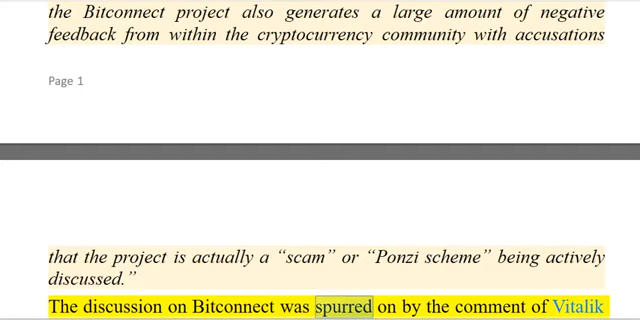 the Bitconnect project also generates a large amount of negative
feedback from within the cryptocurrency community with accusations
Page 1
that the project is actually a “scam” or “Ponzi scheme” being actively
discussed.”
The discussion on Bitconnect was spurred on by the comment of Vitalik